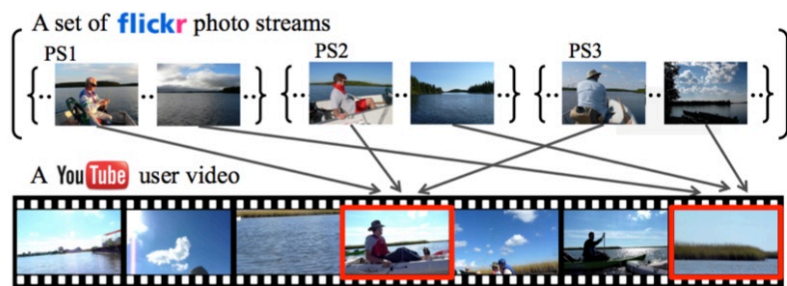 A set of flickr photo streams
PS1 PS2 PS3
{·· ·· ··} {·· ·· ··} {·· ·· ··}
A YouTube user video